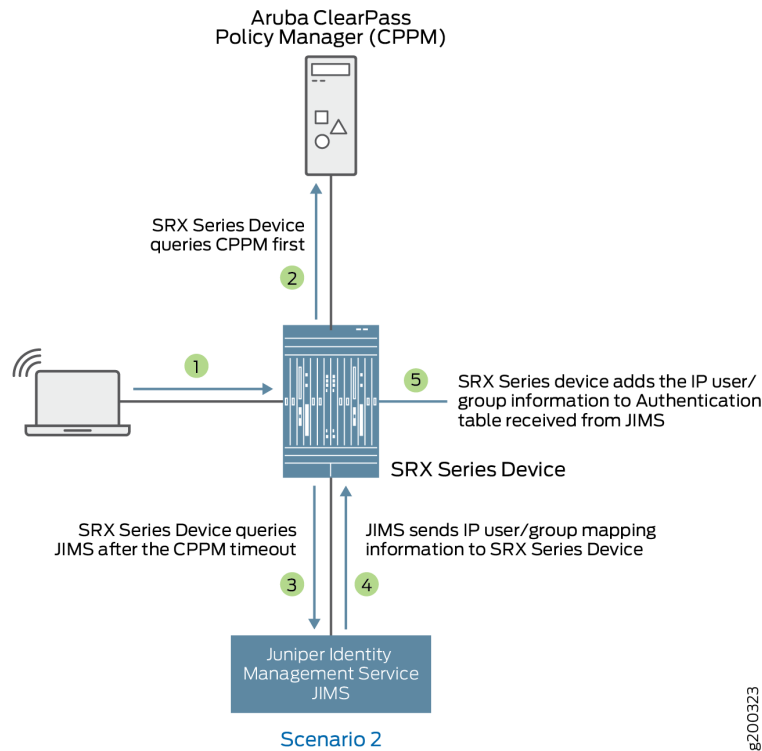 Aruba ClearPass
Policy Manager (CPPM)
SRX Series Device
queries CPPM first
2
1
5
SRX Series device adds the IP user/
group information to Authentication
table received from JIMS
SRX Series Device
SRX Series Device queries
JIMS after the CPPM timeout
JIMS sends IP user/group mapping
information to SRX Series Device
3
4
Juniper Identity
Management Service
JIMS
Scenario 2
g200323